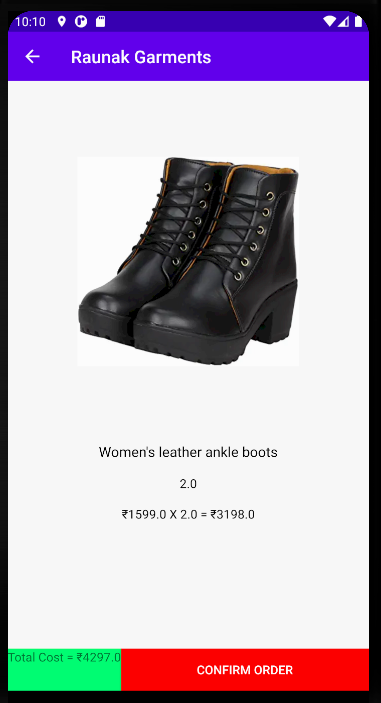 10:10
Raunak Garments
Women's leather ankle boots
2.0
₹1599.0 X 2.0 = ₹3198.0
Total Cost = ₹4297.0
CONFIRM ORDER